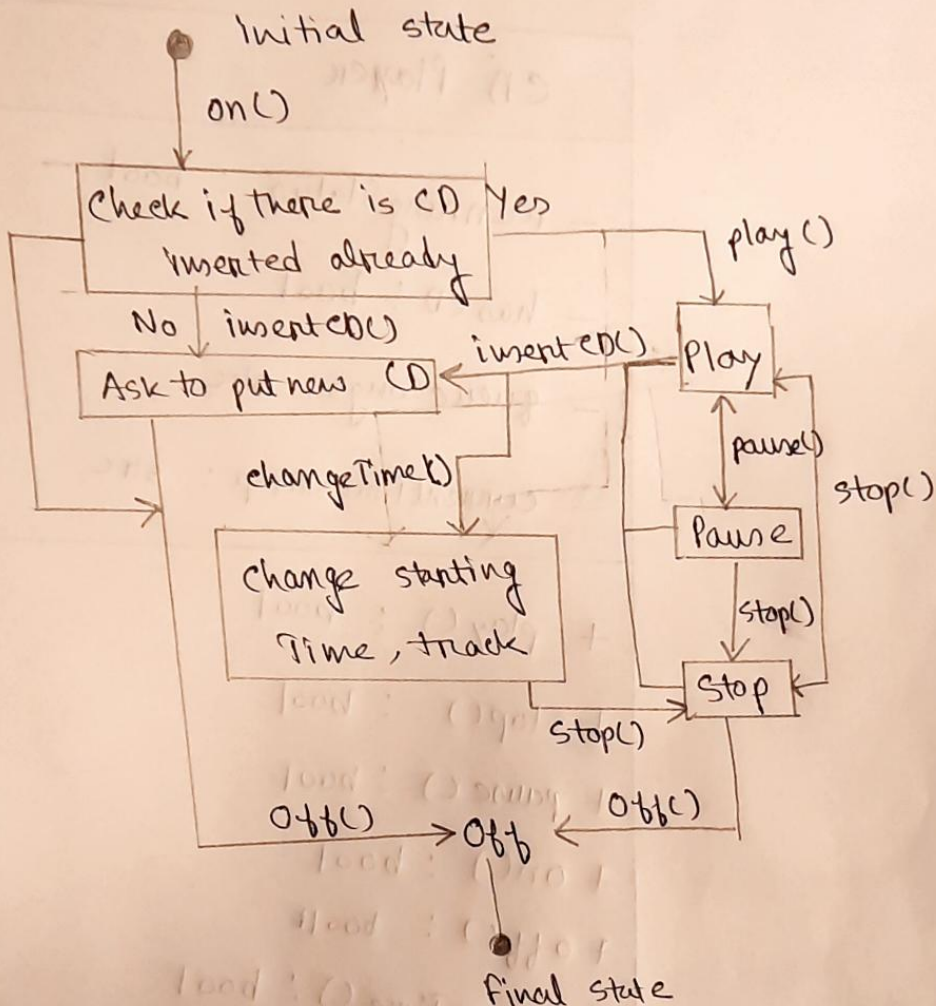 initial state
on()
Check if there is CD
inserted already
Yes
play()
No
insertCD()
insertCD()
Play
Ask to put new CD
pause()
changeTime()
stop()
Pause
Change starting
Time, track
stop()
Stop
Stop()
Off()
Off
Off()
Final state